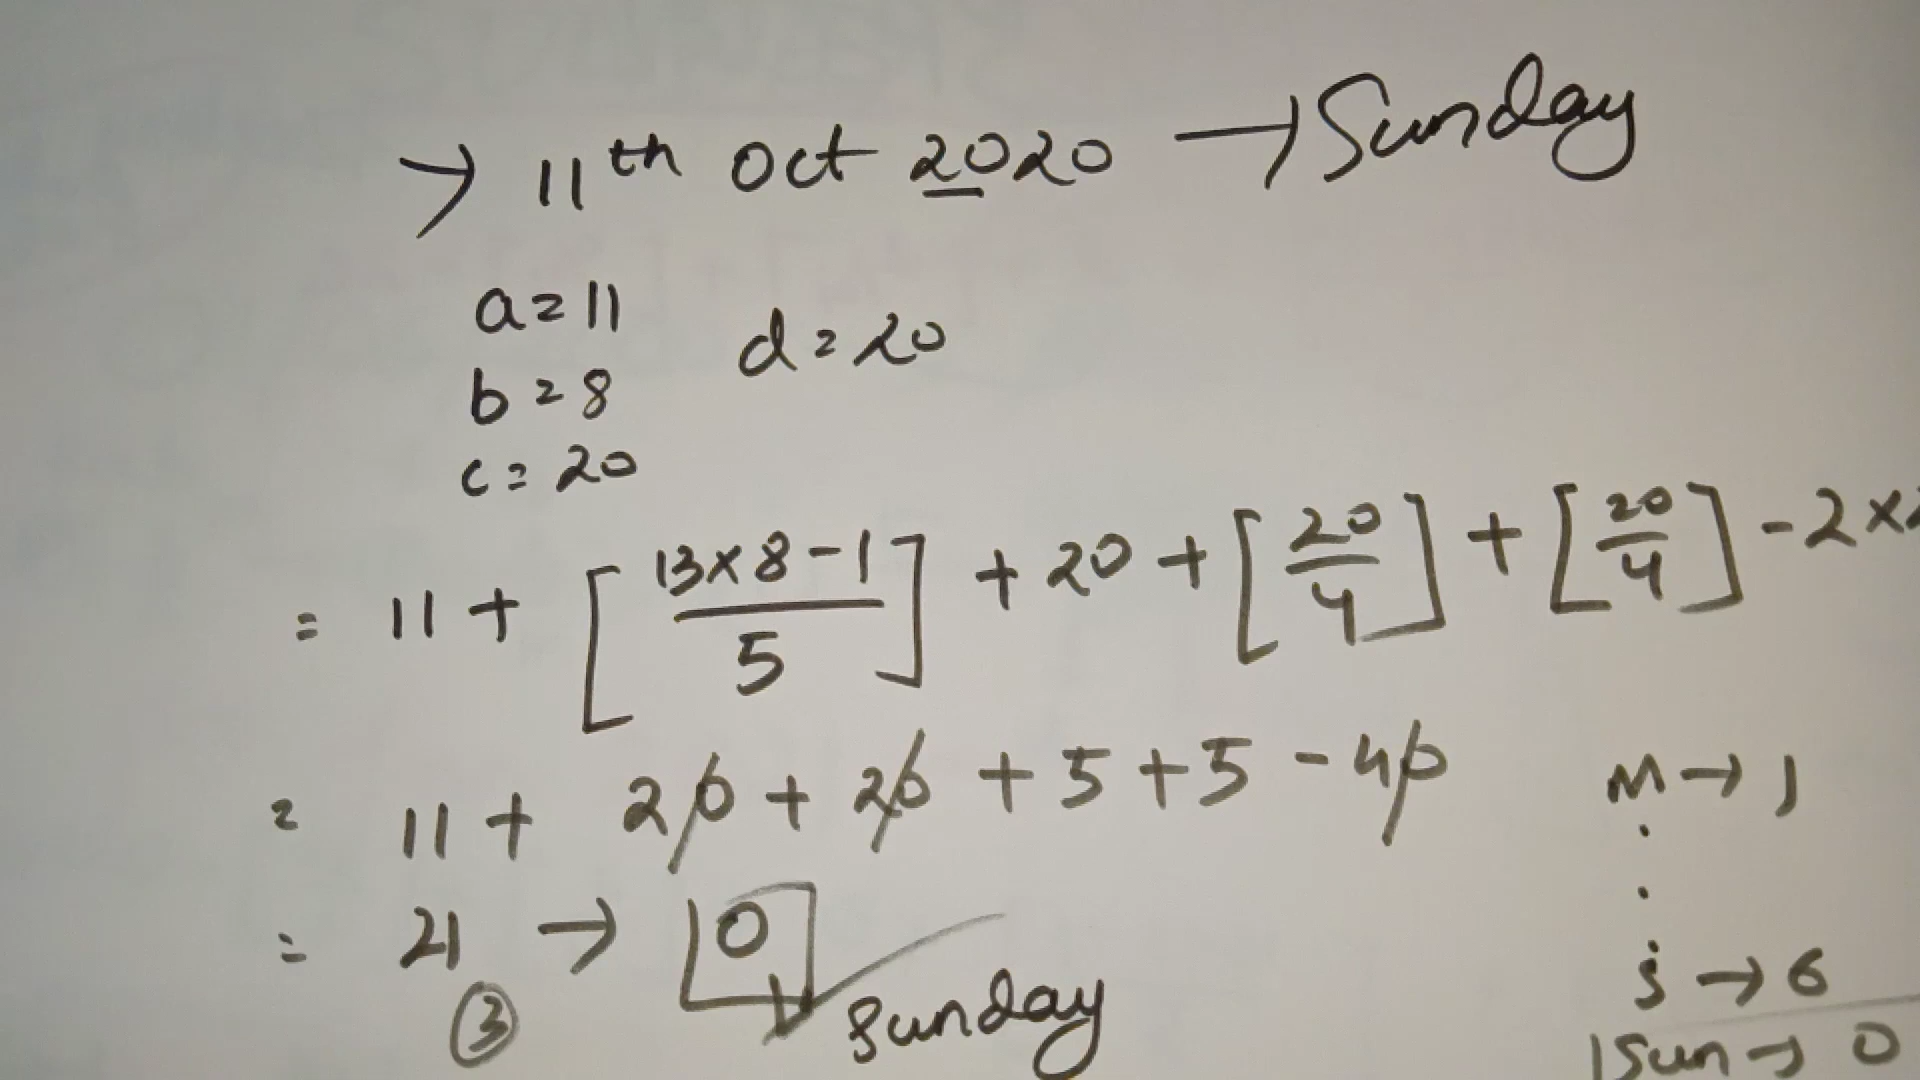 → 11th Oct 2020 → Sunday
a = 11
b = 8
c = 20
d = 20
= 11 + [13×8-1 / 5] + 20 + [20/4] + [20/4] - 2×2
= 11 + 20 + 20 + 5 + 5 - 40
= 21 → 0
③ Sunday
M → 1
.
.
S → 6
Sun → 0